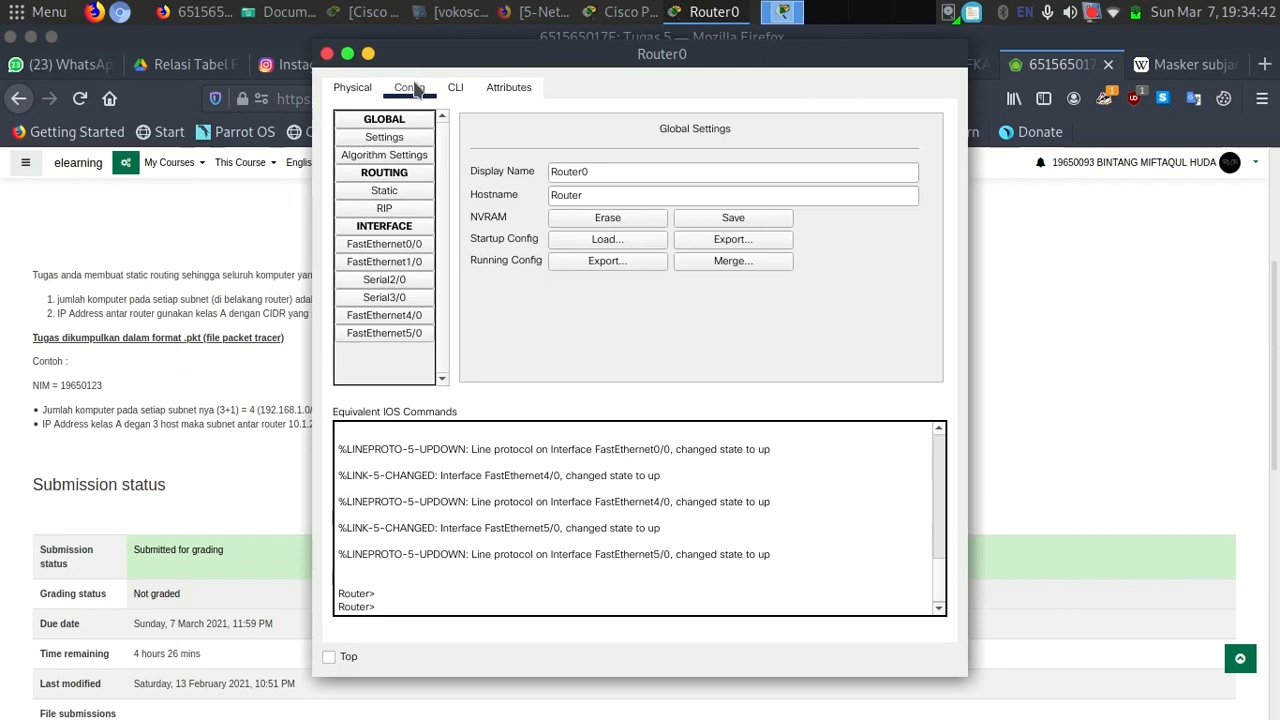 Menu
651565
Docum
[Cisco
[vokosc
[5-Net
Cisco P
Router0
EN
Sun Mar 7, 19:34:42
651565017E: Tugas 5 — Mozilla Firefox
Router0
(23) WhatsA
Relasi Tabel F
Insta
EKA
65156501
Masker subjar
https:
Getting Started
Start
Parrot OS
Donate
elearning
My Courses
This Course
Englis
19650093 BINTANG MIFTAQUL HUDA
Physical
Config
CLI
Attributes
GLOBAL
Settings
Algorithm Settings
ROUTING
Static
RIP
INTERFACE
FastEthernet0/0
FastEthernet1/0
Serial2/0
Serial3/0
FastEthernet4/0
FastEthernet5/0
Global Settings
Display Name
Router0
Hostname
Router
NVRAM
Erase
Save
Startup Config
Load...
Export...
Running Config
Export...
Merge...
Equivalent IOS Commands
%LINEPROTO-5-UPDOWN: Line protocol on Interface FastEthernet0/0, changed state to up
%LINK-5-CHANGED: Interface FastEthernet4/0, changed state to up
%LINEPROTO-5-UPDOWN: Line protocol on Interface FastEthernet4/0, changed state to up
%LINK-5-CHANGED: Interface FastEthernet5/0, changed state to up
%LINEPROTO-5-UPDOWN: Line protocol on Interface FastEthernet5/0, changed state to up
Router>
Router>
Top
Tugas anda membuat static routing sehingga seluruh komputer yan
1. jumlah komputer pada setiap subnet (di belakang router) adal
2. IP Address antar router gunakan kelas A dengan CIDR yang
Tugas dikumpulkan dalam format .pkt (file packet tracer)
Contoh :
NIM = 19650123
• Jumlah komputer pada setiap subnet nya (3+1) = 4 (192.168.1.0/
• IP Address kelas A degan 3 host maka subnet antar router 10.1.2
Submission status
Submission status
Submitted for grading
Grading status
Not graded
Due date
Sunday, 7 March 2021, 11:59 PM
Time remaining
4 hours 26 mins
Last modified
Saturday, 13 February 2021, 10:51 PM
File submissions